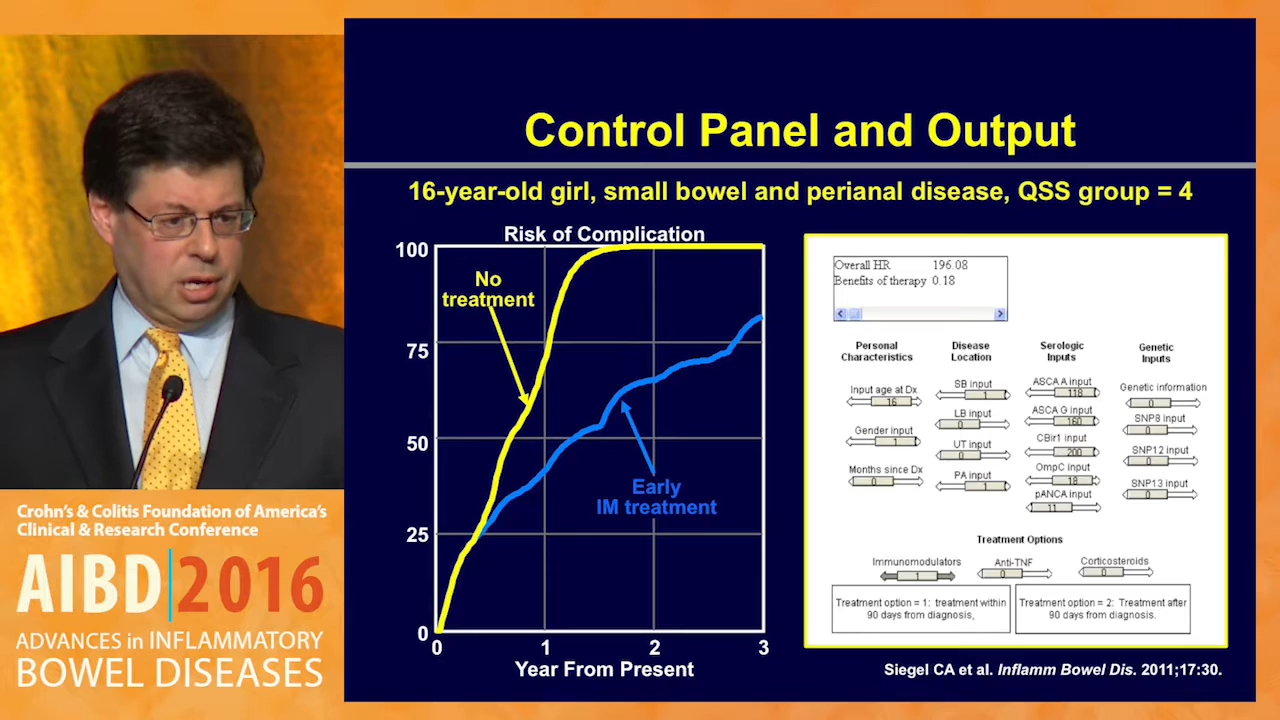 Control Panel and Output
16-year-old girl, small bowel and perianal disease, QSS group = 4
Risk of Complication
100
75
50
25
0
0
1
2
3
Year From Present
No
treatment
Early
IM treatment
Overall HR 196.08
Benefits of therapy 0.18
Personal
Characteristics
Input age at Dx
16
Gender input
1
Months since Dx
0
Disease
Location
SB input
1
LB input
0
UT input
0
PA input
1
Serologic
Inputs
ASCA A input
118
ASCA G input
160
CBir1 input
200
OmpC input
18
pANCA input
11
Genetic
Inputs
Genetic information
0
SNP8 input
0
SNP12 input
0
SNP13 input
0
Treatment Options
Immunomodulators
1
Anti-TNF
0
Corticosteroids
0
Treatment option = 1: treatment within
90 days from diagnosis,
Treatment option = 2: Treatment after
90 days from diagnosis.
Siegel CA et al. Inflamm Bowel Dis. 2011;17:30.
Crohn's & Colitis Foundation of America's
Clinical & Research Conference
AIBD 2016
ADVANCES in INFLAMMATORY
BOWEL DISEASES